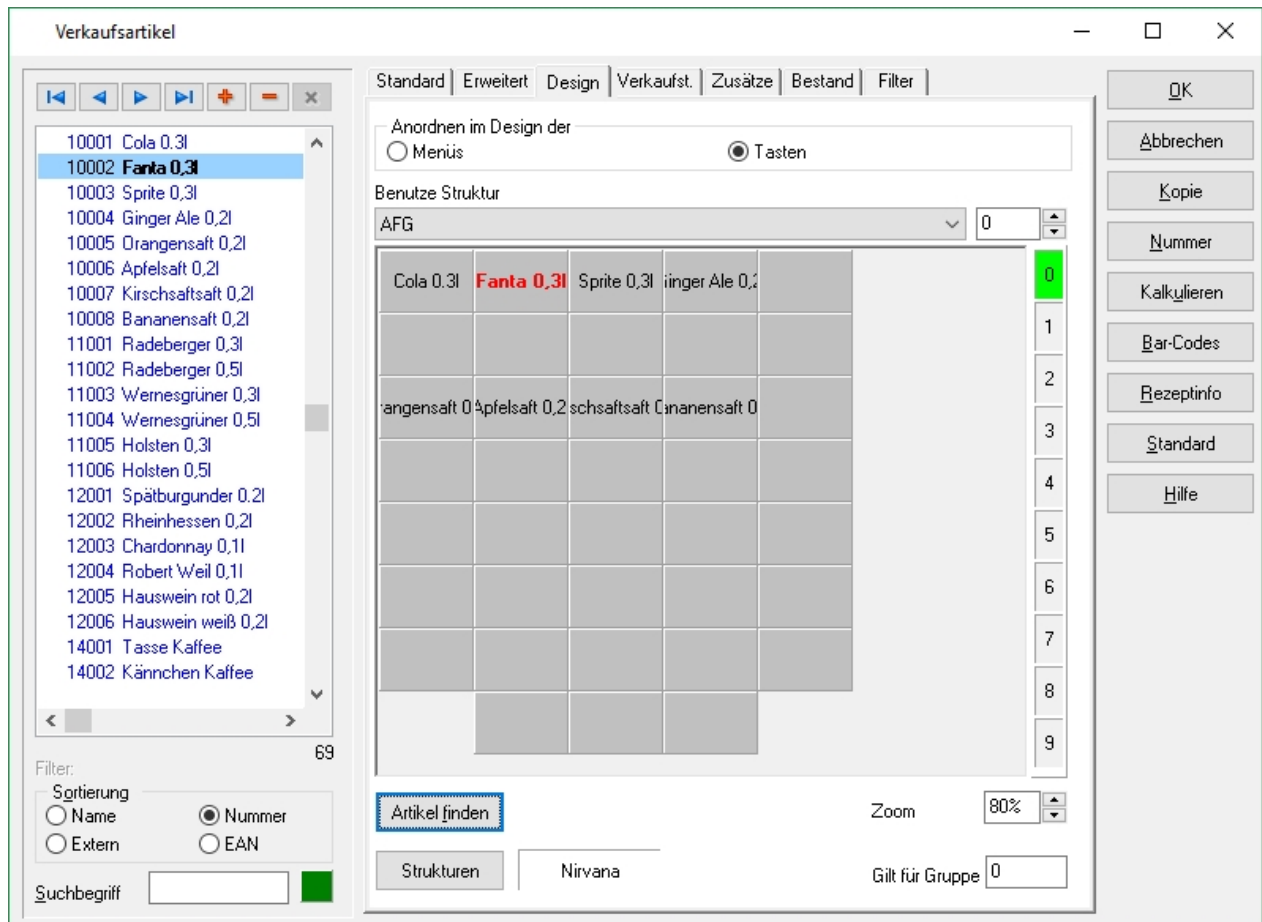 Verkaufsartikel
10001 Cola 0.3l
10002 Fanta 0,3l
10003 Sprite 0,3l
10004 Ginger Ale 0,2l
10005 Orangensaft 0,2l
10006 Apfelsaft 0,2l
10007 Kirschsaftsaft 0,2l
10008 Bananensaft 0,2l
11001 Radeberger 0,3l
11002 Radeberger 0,5l
11003 Wernesgrüner 0,3l
11004 Wernesgrüner 0,5l
11005 Holsten 0,3l
11006 Holsten 0,5l
12001 Spätburgunder 0.2l
12002 Rheinhessen 0,2l
12003 Chardonnay 0,1l
12004 Robert Weil 0,1l
12005 Hauswein rot 0,2l
12006 Hauswein weiß 0,2l
14001 Tasse Kaffee
14002 Kännchen Kaffee
69
Filter:
Sortierung
Name Nummer
Extern EAN
Suchbegriff
Standard Erweitert Design Verkaufst. Zusätze Bestand Filter
Anordnen im Design der
Menüs Tasten
Benutze Struktur
AFG 0
Cola 0.3l Fanta 0,3l Sprite 0,3l inger Ale 0,2
rangensaft 0 Apfelsaft 0,2 schsaftsaft 0 ananensaft 0
0
1
2
3
4
5
6
7
8
9
Artikel finden Zoom 80%
Strukturen Nirvana Gilt für Gruppe 0
OK
Abbrechen
Kopie
Nummer
Kalkulieren
Bar-Codes
Rezeptinfo
Standard
Hilfe